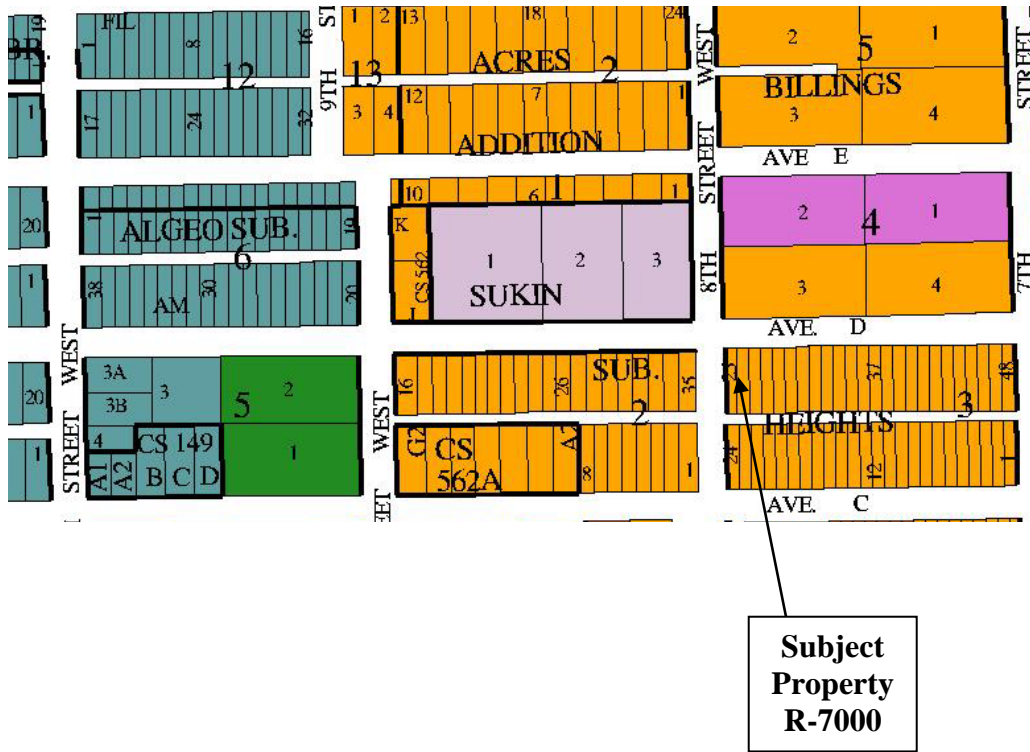 19
FIL
1
8
16
12
ST
9TH
1 2
13
13
18
24
ACRES
2
WEST
2
5
1
BILLINGS
STREET
1
17
24
32
3 4
12
7
1
ADDITION
3
4
STREET
AVE E
20
1
ALGEO SUB.
19
6
10
6
1
1
K
CS 562
1
2
3
SUKIN
2
4
1
8TH
7TH
3
4
1
38
AM
30
20
AVE. D
WEST
20
3A
3B
3
4
5
2
1
CS 149
A1
A2
B C D
STREET
1
WEST
16
26
SUB.
35
2
G2
CS
562A
A2
8
1
37
48
3
HEIGHTS
24
12
1
AVE. C
Subject
Property
R-7000